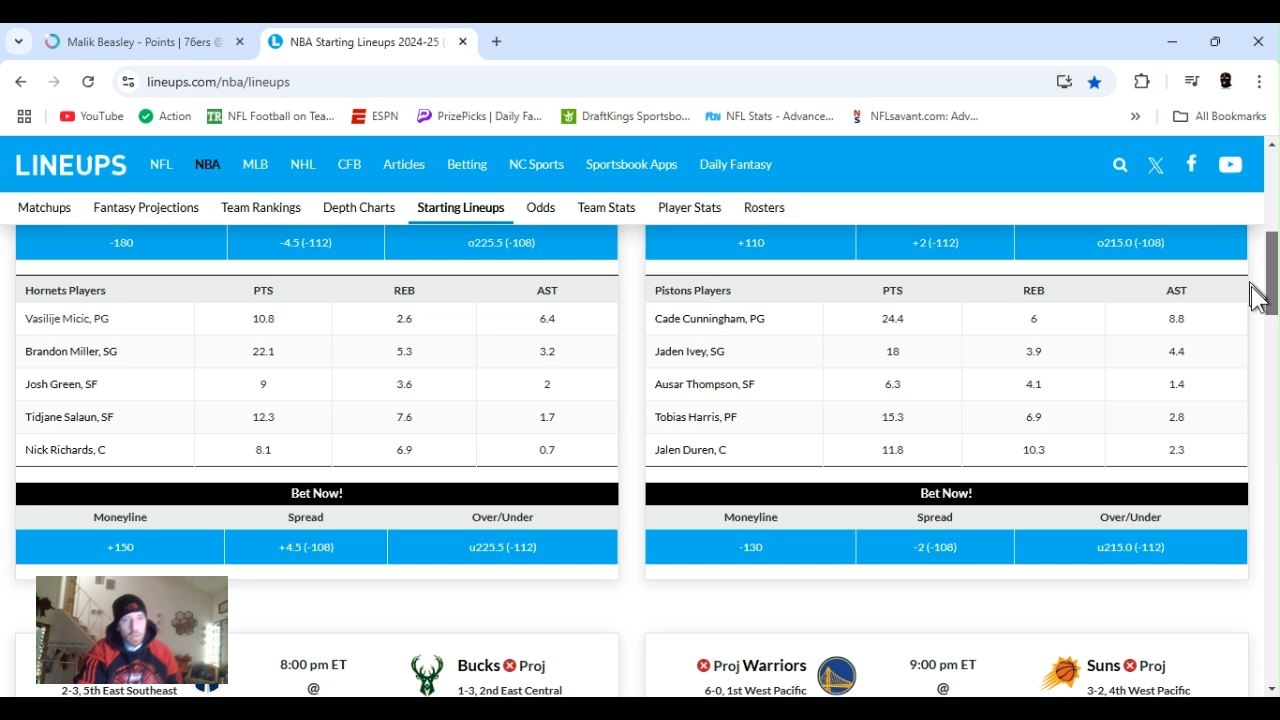 Malik Beasley - Points | 76ers @
NBA Starting Lineups 2024-25
lineups.com/nba/lineups
YouTube Action NFL Football on Tea... ESPN PrizePicks | Daily Fa... DraftKings Sportsbo... ftn NFL Stats - Advance... NFLsavant.com: Adv... » All Bookmarks
LINEUPS NFL NBA MLB NHL CFB Articles Betting NC Sports Sportsbook Apps Daily Fantasy
Matchups Fantasy Projections Team Rankings Depth Charts Starting Lineups Odds Team Stats Player Stats Rosters
-180 -4.5 (-112) o225.5 (-108)
+110 +2 (-112) o215.0 (-108)
Hornets Players PTS REB AST
Vasilije Micic, PG 10.8 2.6 6.4
Brandon Miller, SG 22.1 5.3 3.2
Josh Green, SF 9 3.6 2
Tidjane Salaun, SF 12.3 7.6 1.7
Nick Richards, C 8.1 6.9 0.7
Bet Now!
Moneyline Spread Over/Under
+150 +4.5 (-108) u225.5 (-112)
Pistons Players PTS REB AST
Cade Cunningham, PG 24.4 6 8.8
Jaden Ivey, SG 18 3.9 4.4
Ausar Thompson, SF 6.3 4.1 1.4
Tobias Harris, PF 15.3 6.9 2.8
Jalen Duren, C 11.8 10.3 2.3
Bet Now!
Moneyline Spread Over/Under
-130 -2 (-108) u215.0 (-112)
8:00 pm ET Bucks Proj
2-3, 5th East Southeast @ 1-3, 2nd East Central
Proj Warriors 9:00 pm ET Suns Proj
6-0, 1st West Pacific @ 3-2, 4th West Pacific